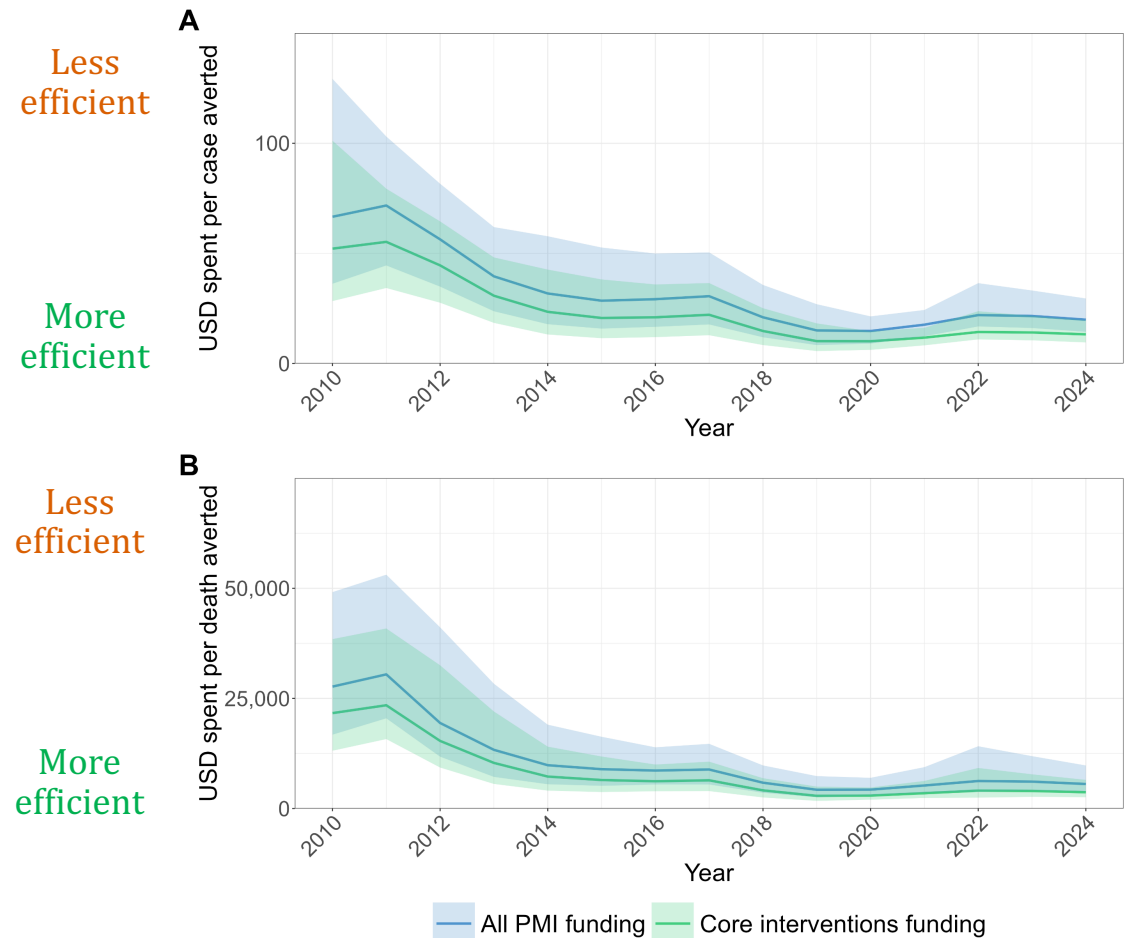 A
Less
efficient
More
efficient
USD spent per case averted
100
0
2010
2012
2014
2016
2018
2020
2022
2024
Year
B
Less
efficient
More
efficient
USD spent per death averted
50,000
25,000
0
2010
2012
2014
2016
2018
2020
2022
2024
Year
All PMI funding
Core interventions funding